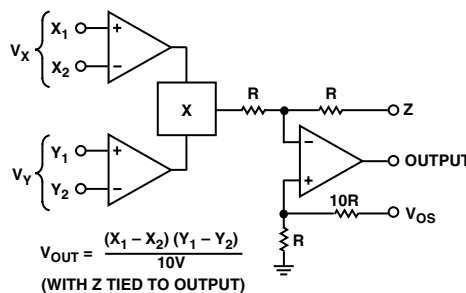 X1
+
VX
X2
−
X
R
R
Z
Y1
+
VY
Y2
−
−
OUTPUT
+
10R
VOS
R
VOUT = (X1 − X2) (Y1 − Y2)
10V
(WITH Z TIED TO OUTPUT)